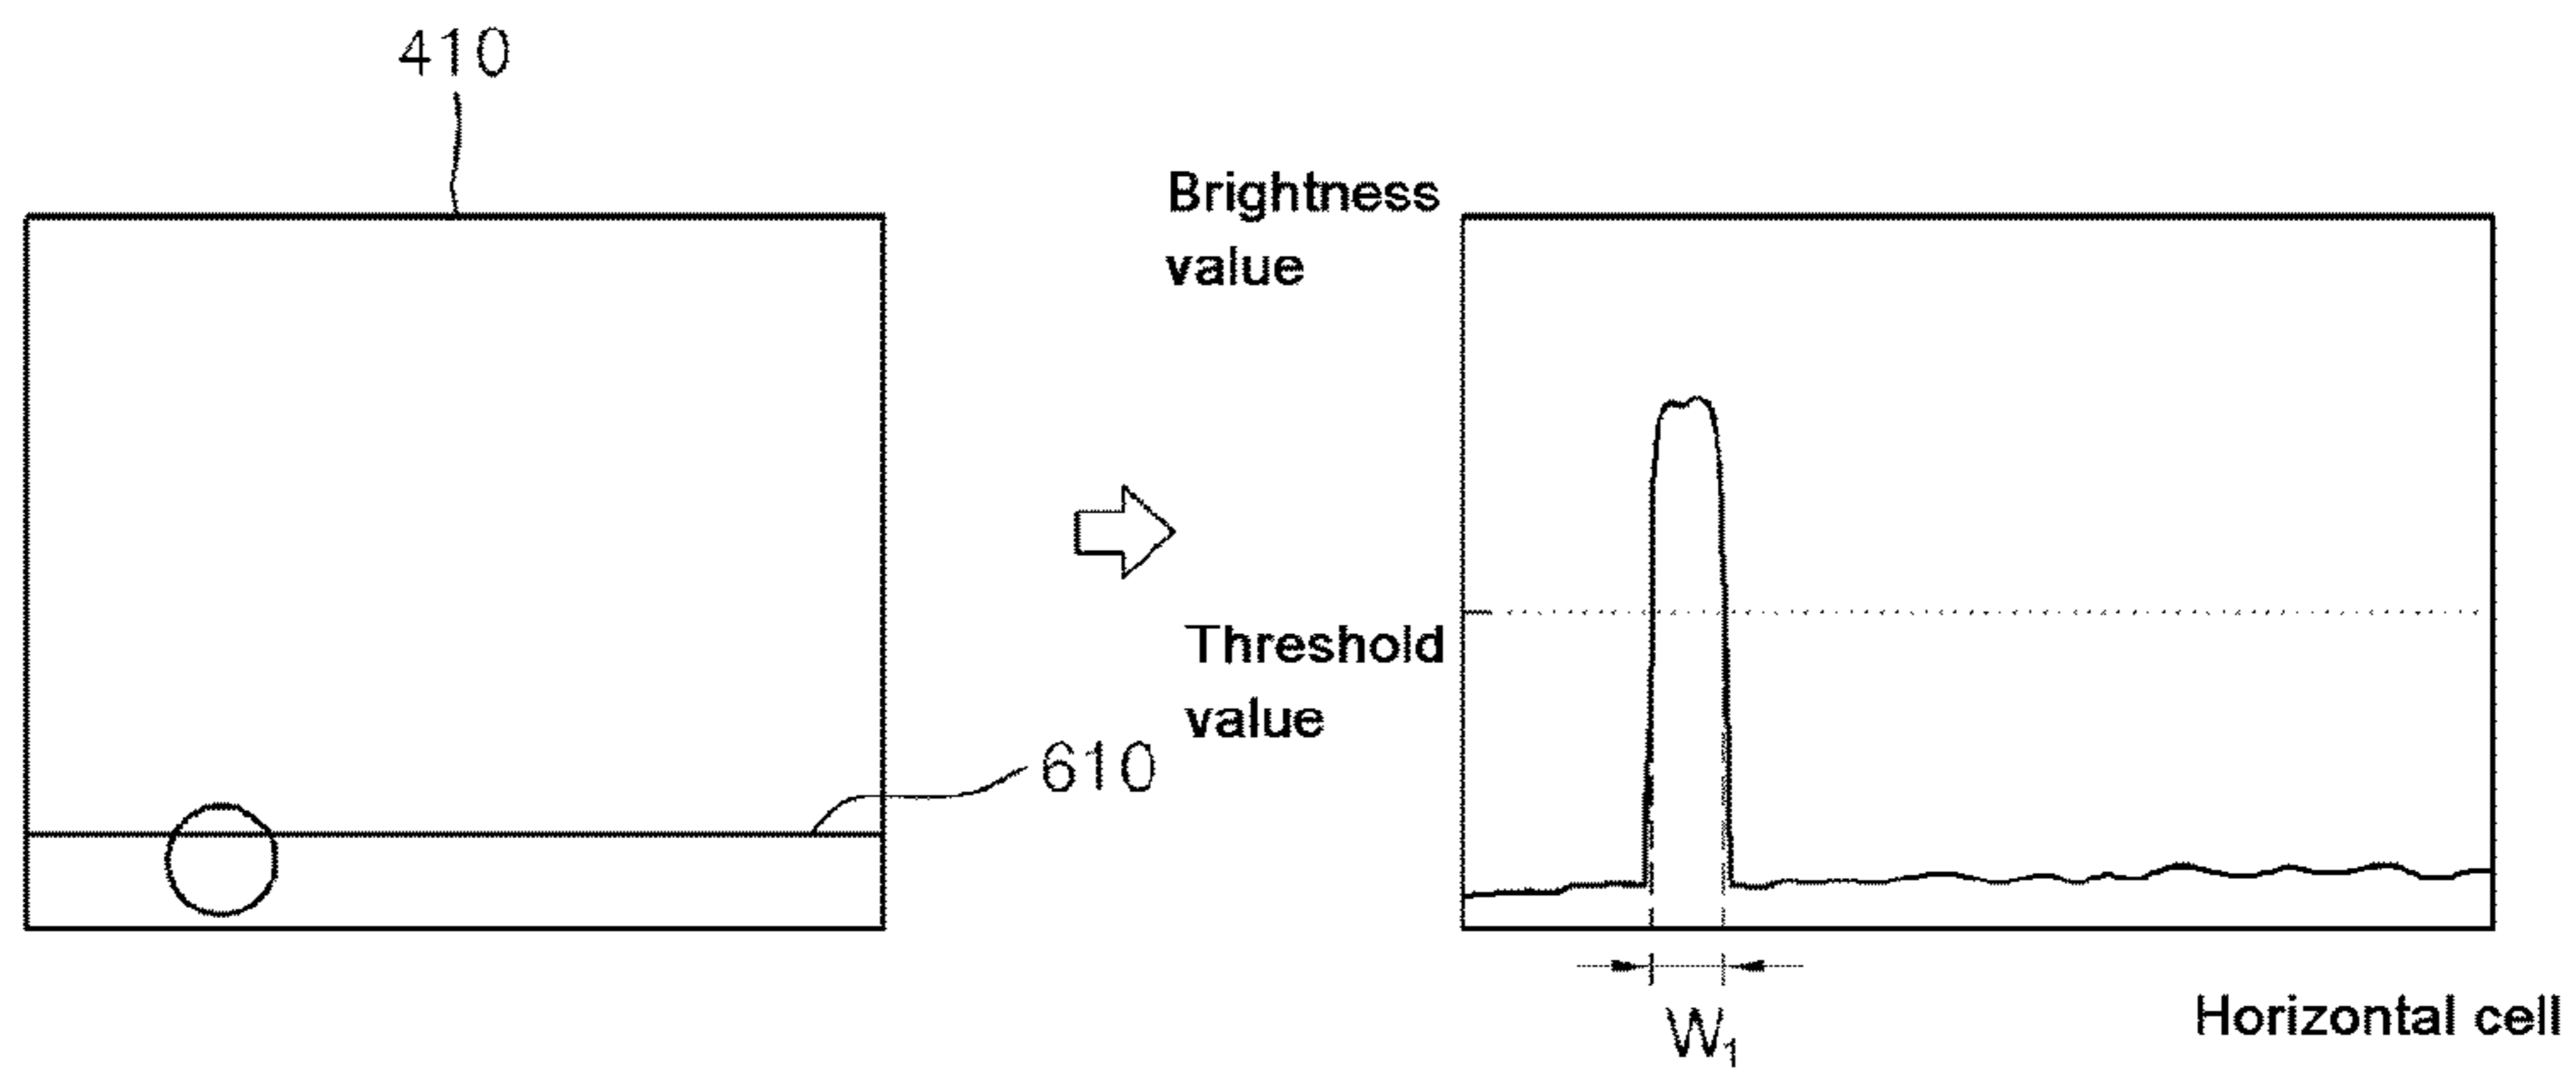 410
Brightness
value
Threshold
value
610
W1
Horizontal cell